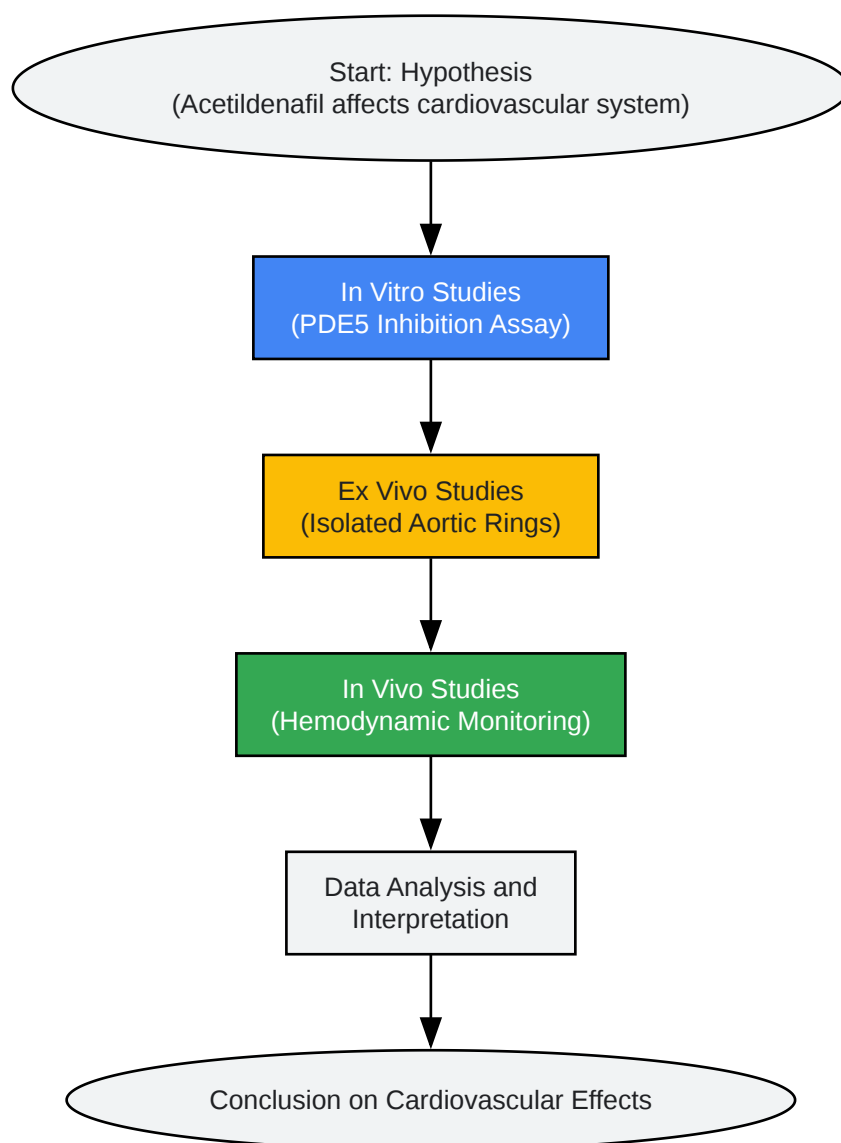 Start: Hypothesis
(Acetildenafil affects cardiovascular system)
In Vitro Studies
(PDE5 Inhibition Assay)
Ex Vivo Studies
(Isolated Aortic Rings)
In Vivo Studies
(Hemodynamic Monitoring)
Data Analysis and
Interpretation
Conclusion on Cardiovascular Effects